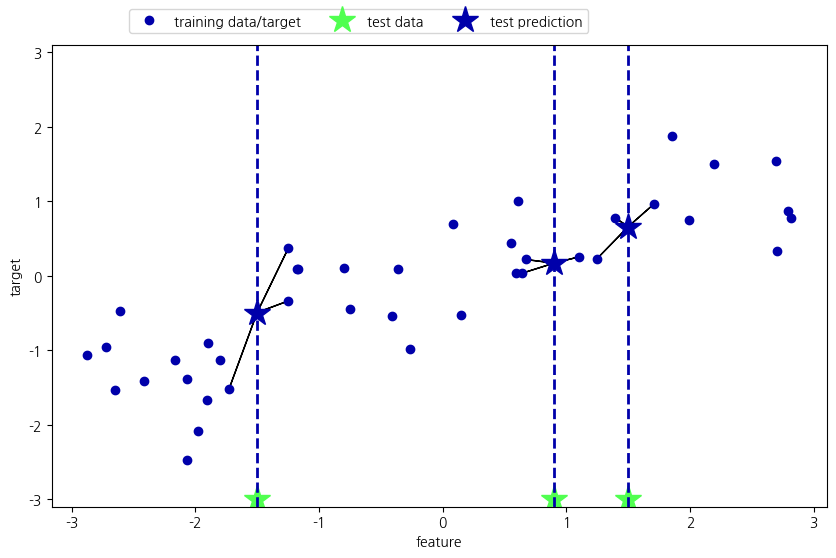 training data/target test data test prediction
3
2
1
0
-1
-2
-3
target
-3 -2 -1 0 1 2 3
feature